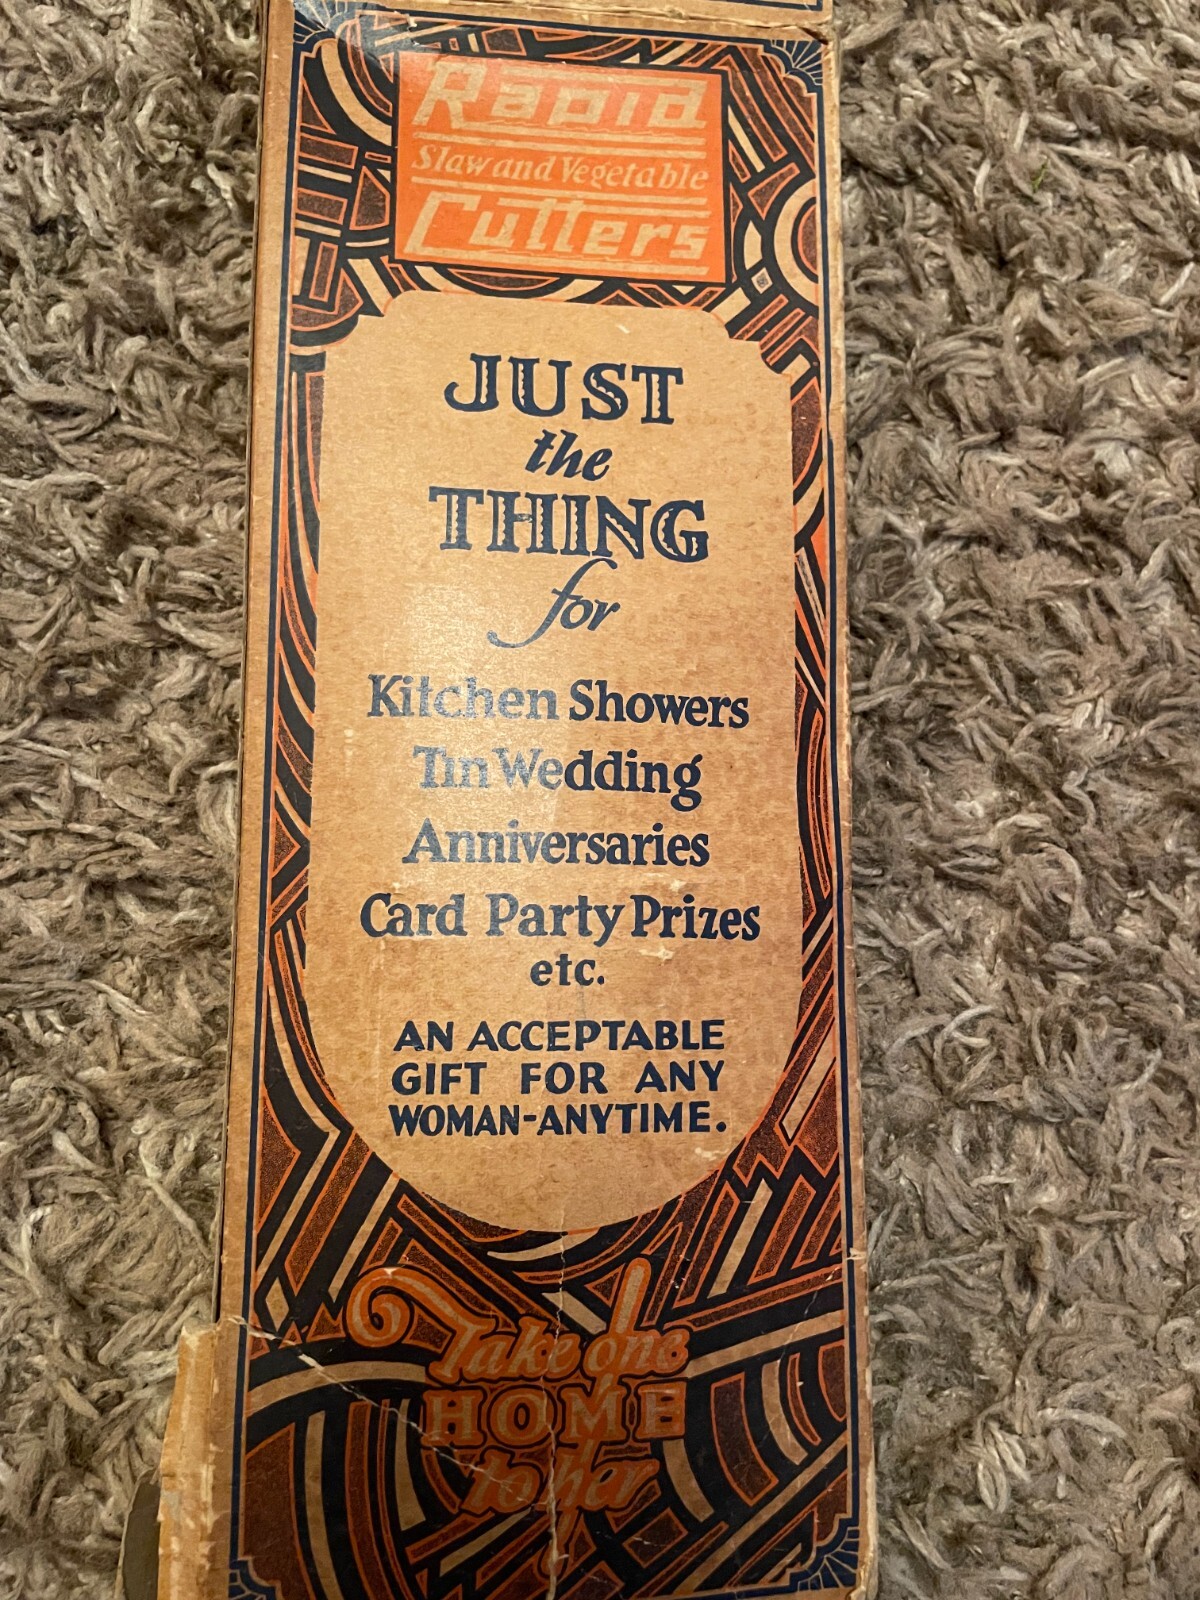 Rapid
Slaw and Vegetable
Cutters
JUST
the
THING
for
Kitchen Showers
Tin Wedding
Anniversaries
Card Party Prizes
etc.
AN ACCEPTABLE
GIFT FOR ANY
WOMAN-ANYTIME.
Take one
HOME
to her